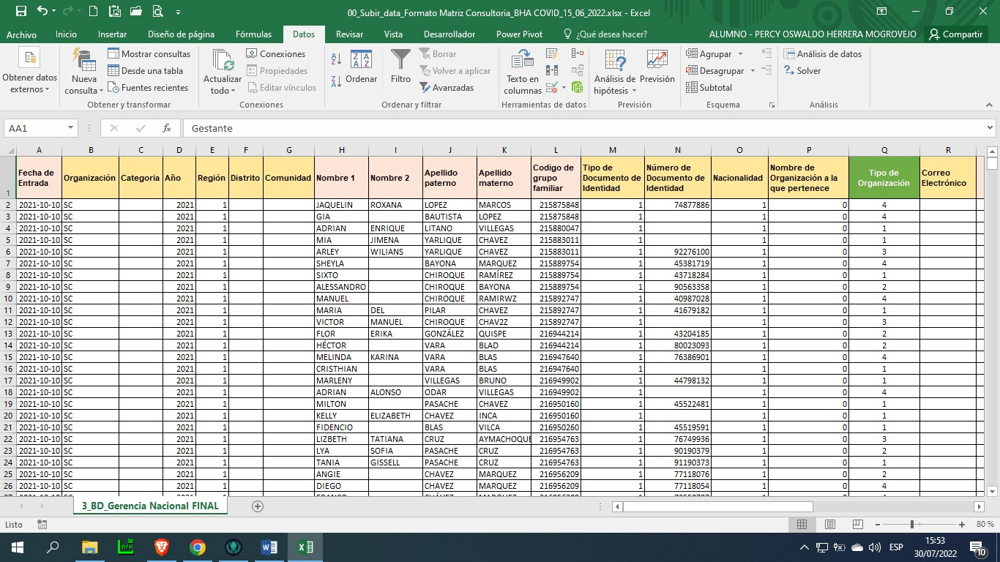 00_Subir_data_Formato Matriz Consultoria_BHA COVID_15_06_2022.xlsx - Excel
Archivo Inicio Insertar Diseño de página Fórmulas Datos Revisar Vista Desarrollador Power Pivot ¿Qué desea hacer? ALUMNO - PERCY OSWALDO HERRERA MOGROVEJO Compartir
Obtener datos externos
Nueva consulta
Mostrar consultas
Desde una tabla
Fuentes recientes
Obtener y transformar
Actualizar todo
Conexiones
Propiedades
Editar vínculos
Conexiones
Ordenar
Filtro
Borrar
Volver a aplicar
Avanzadas
Ordenar y filtrar
Texto en columnas
Herramientas de datos
Análisis de hipótesis
Previsión
Previsión
Agrupar
Desagrupar
Subtotal
Esquema
Análisis de datos
Solver
Análisis
AA1 fx Gestante
A B C D E F G H I J K L M N O P Q R
1 Fecha de Entrada Organización Categoria Año Región Distrito Comunidad Nombre 1 Nombre 2 Apellido paterno Apellido materno Codigo de grupo familiar Tipo de Documento de Identidad Número de Documento de Identidad Nacionalidad Nombre de Organización a la que pertenece Tipo de Organización Correo Electrónico
2 2021-10-10 SC 2021 1 JAQUELIN ROXANA LOPEZ MARCOS 215875848 1 74877886 1 0 4
3 2021-10-10 SC 2021 1 GIA BAUTISTA LOPEZ 215875848 1 1 0 4
4 2021-10-10 SC 2021 1 ADRIAN ENRIQUE LITANO VILLEGAS 215880047 1 1 0 1
5 2021-10-10 SC 2021 1 MIA JIMENA YARLIQUE CHAVEZ 215883011 1 1 0 1
6 2021-10-10 SC 2021 1 ARLEY WILIANS YARLIQUE CHAVEZ 215883011 1 92276100 1 0 3
7 2021-10-10 SC 2021 1 SHEYLA BAYONA MARQUEZ 215889754 1 45381719 1 0 4
8 2021-10-10 SC 2021 1 SIXTO CHIROQUE RAMÍREZ 215889754 1 43718284 1 0 1
9 2021-10-10 SC 2021 1 ALESSANDRO CHIROQUE BAYONA 215889754 1 90563358 1 0 2
10 2021-10-10 SC 2021 1 MANUEL CHIROQUE RAMIRWZ 215892747 1 40987028 1 0 4
11 2021-10-10 SC 2021 1 MARIA DEL PILAR CHAVEZ 215892747 1 41679182 1 0 1
12 2021-10-10 SC 2021 1 VICTOR MANUEL CHIROQUE CHAV2Z 215892747 1 1 0 3
13 2021-10-10 SC 2021 1 FLOR ERIKA GONZÁLEZ QUISPE 216944214 1 43204185 1 0 2
14 2021-10-10 SC 2021 1 HÉCTOR VARA BLAD 216944214 1 80023093 1 0 2
15 2021-10-10 SC 2021 1 MELINDA KARINA VARA BLAS 216947640 1 76386901 1 0 4
16 2021-10-10 SC 2021 1 CRISTHIAN VARA BLAS 216947640 1 1 0 1
17 2021-10-10 SC 2021 1 MARLENY VILLEGAS BRUNO 216949902 1 44798132 1 0 1
18 2021-10-10 SC 2021 1 ADRIAN ALONSO ODAR VILLEGAS 216949902 1 1 0 4
19 2021-10-10 SC 2021 1 MILTON PASACHE CHAVEZ 216950160 1 45522481 1 0 1
20 2021-10-10 SC 2021 1 KELLY ELIZABETH CHAVEZ INCA 216950160 1 1 0 1
21 2021-10-10 SC 2021 1 FIDENCIO BLAS VILCA 216950260 1 45519591 1 0 1
22 2021-10-10 SC 2021 1 LIZBETH TATIANA CRUZ AYMACHOQUE 216954763 1 76749936 1 0 3
23 2021-10-10 SC 2021 1 LYA SOFIA PASACHE CRUZ 216954763 1 90190379 1 0 2
24 2021-10-10 SC 2021 1 TANIA GISSELL PASACHE CRUZ 216954763 1 91190373 1 0 1
25 2021-10-10 SC 2021 1 ANGIE CHAVEZ MARQUEZ 216956209 1 77118076 1 0 2
26 2021-10-10 SC 2021 1 DIEGO CHAVEZ MARQUEZ 216956209 1 77118054 1 0 4
3_BD_Gerencia Nacional FINAL
Listo 80 %
ESP 15:53
30/07/2022 10